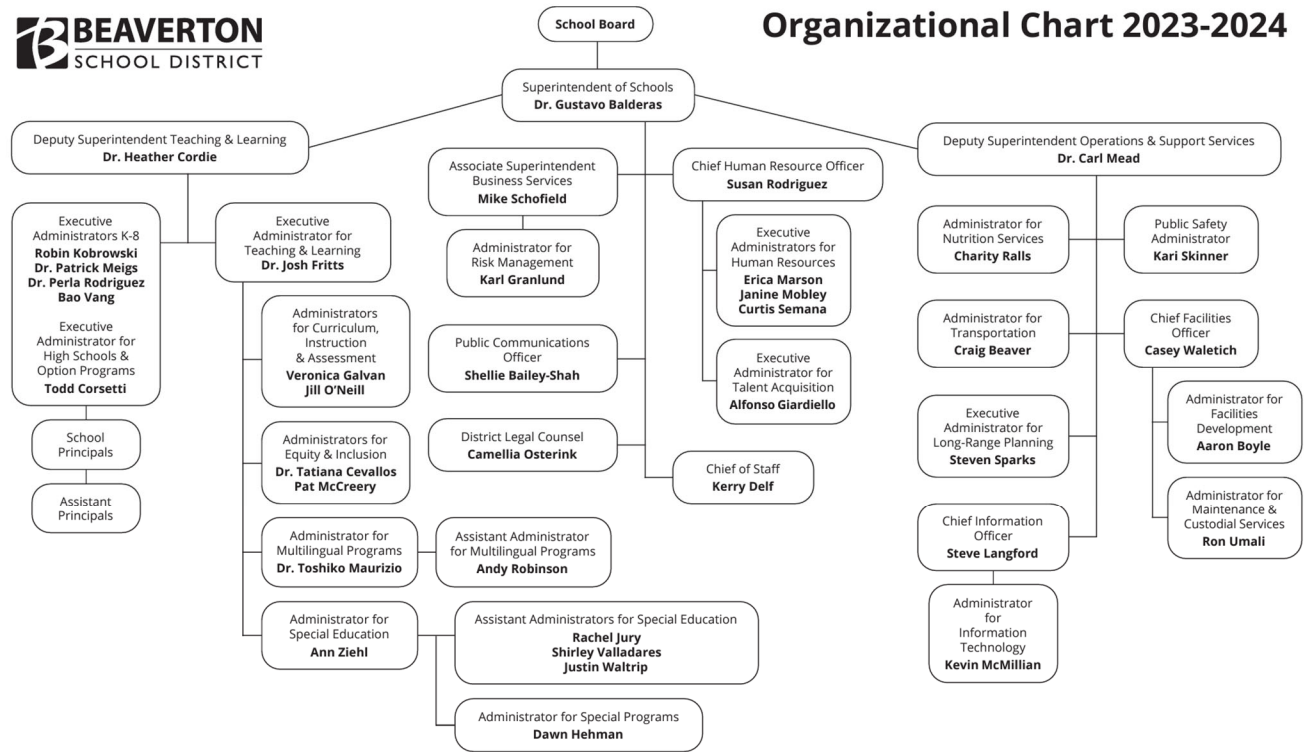 BEAVERTON
SCHOOL DISTRICT
Organizational Chart 2023-2024
School Board
Superintendent of Schools
Dr. Gustavo Balderas
Deputy Superintendent Teaching & Learning
Dr. Heather Cordie
Executive
Administrators K-8
Robin Kobrowski
Dr. Patrick Meigs
Dr. Perla Rodriguez
Bao Vang
Executive
Administrator for
High Schools &
Option Programs
Todd Corsetti
School
Principals
Assistant
Principals
Executive
Administrator for
Teaching & Learning
Dr. Josh Fritts
Administrators
for Curriculum,
Instruction
& Assessment
Veronica Galvan
Jill O’Neill
Administrators for
Equity & Inclusion
Dr. Tatiana Cevallos
Pat McCreery
Administrator for
Multilingual Programs
Dr. Toshiko Maurizio
Assistant Administrator
for Multilingual Programs
Andy Robinson
Administrator for
Special Education
Ann Ziehl
Assistant Administrators for Special Education
Rachel Jury
Shirley Valladares
Justin Waltrip
Administrator for Special Programs
Dawn Hehman
Associate Superintendent
Business Services
Mike Schofield
Administrator for
Risk Management
Karl Granlund
Public Communications
Officer
Shellie Bailey-Shah
District Legal Counsel
Camellia Osterink
Chief Human Resource Officer
Susan Rodriguez
Executive
Administrators for
Human Resources
Erica Marson
Janine Mobley
Curtis Semana
Executive
Administrator for
Talent Acquisition
Alfonso Giardiello
Chief of Staff
Kerry Delf
Deputy Superintendent Operations & Support Services
Dr. Carl Mead
Administrator for
Nutrition Services
Charity Ralls
Public Safety
Administrator
Kari Skinner
Administrator for
Transportation
Craig Beaver
Chief Facilities
Officer
Casey Waletich
Administrator for
Facilities
Development
Aaron Boyle
Administrator for
Maintenance &
Custodial Services
Ron Umali
Executive
Administrator for
Long-Range Planning
Steven Sparks
Chief Information
Officer
Steve Langford
Administrator
for
Information
Technology
Kevin McMillian